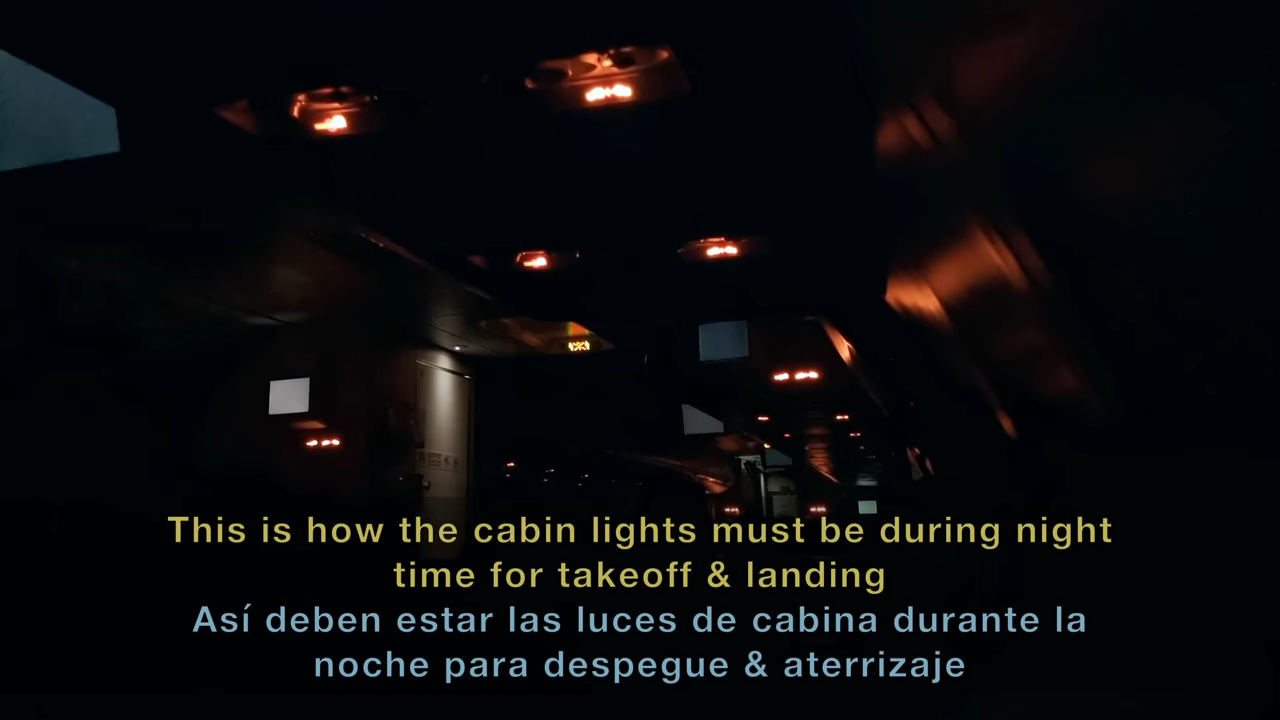 This is how the cabin lights must be during night
time for takeoff & landing
Así deben estar las luces de cabina durante la
noche para despegue & aterrizaje